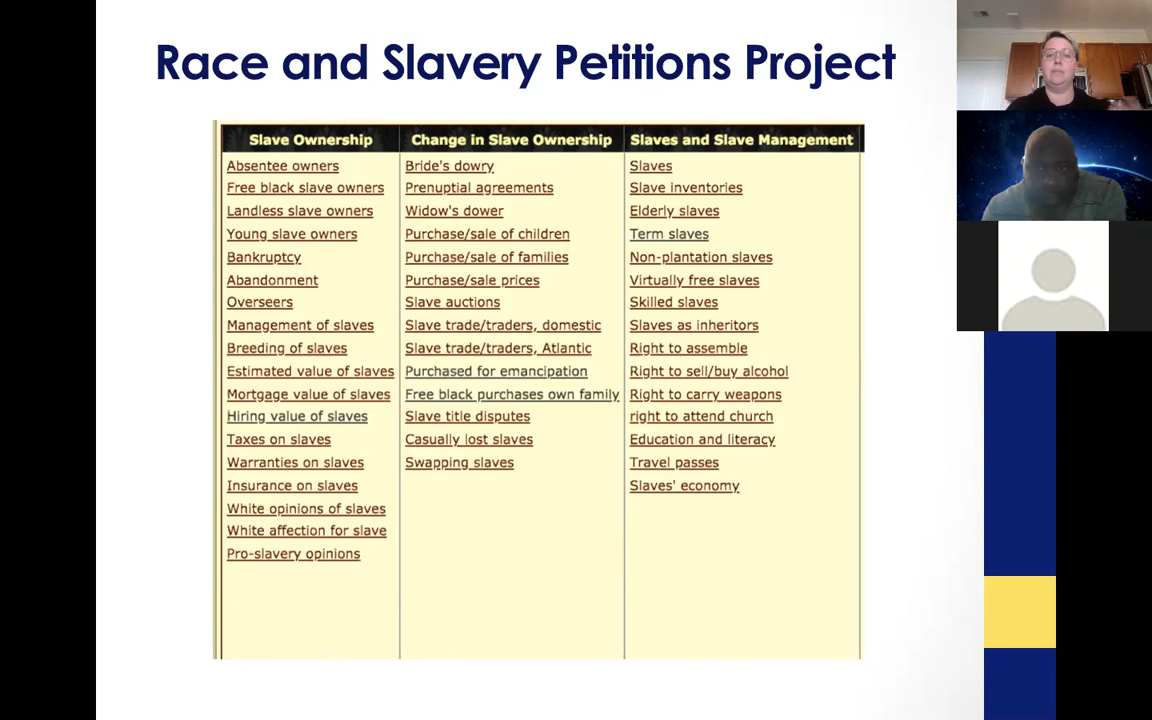 Race and Slavery Petitions Project
Slave Ownership
Absentee owners
Free black slave owners
Landless slave owners
Young slave owners
Bankruptcy
Abandonment
Overseers
Management of slaves
Breeding of slaves
Estimated value of slaves
Mortgage value of slaves
Hiring value of slaves
Taxes on slaves
Warranties on slaves
Insurance on slaves
White opinions of slaves
White affection for slave
Pro-slavery opinions
Change in Slave Ownership
Bride's dowry
Prenuptial agreements
Widow's dower
Purchase/sale of children
Purchase/sale of families
Purchase/sale prices
Slave auctions
Slave trade/traders, domestic
Slave trade/traders, Atlantic
Purchased for emancipation
Free black purchases own family
Slave title disputes
Casually lost slaves
Swapping slaves
Slaves and Slave Management
Slaves
Slave inventories
Elderly slaves
Term slaves
Non-plantation slaves
Virtually free slaves
Skilled slaves
Slaves as inheritors
Right to assemble
Right to sell/buy alcohol
Right to carry weapons
right to attend church
Education and literacy
Travel passes
Slaves' economy